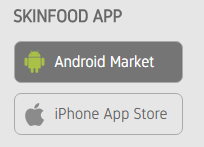 SKINFOOD APP
Android Market
iPhone App Store